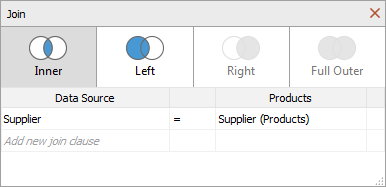 Join
Inner Left Right Full Outer
Data Source Products
Supplier = Supplier (Products)
Add new join clause